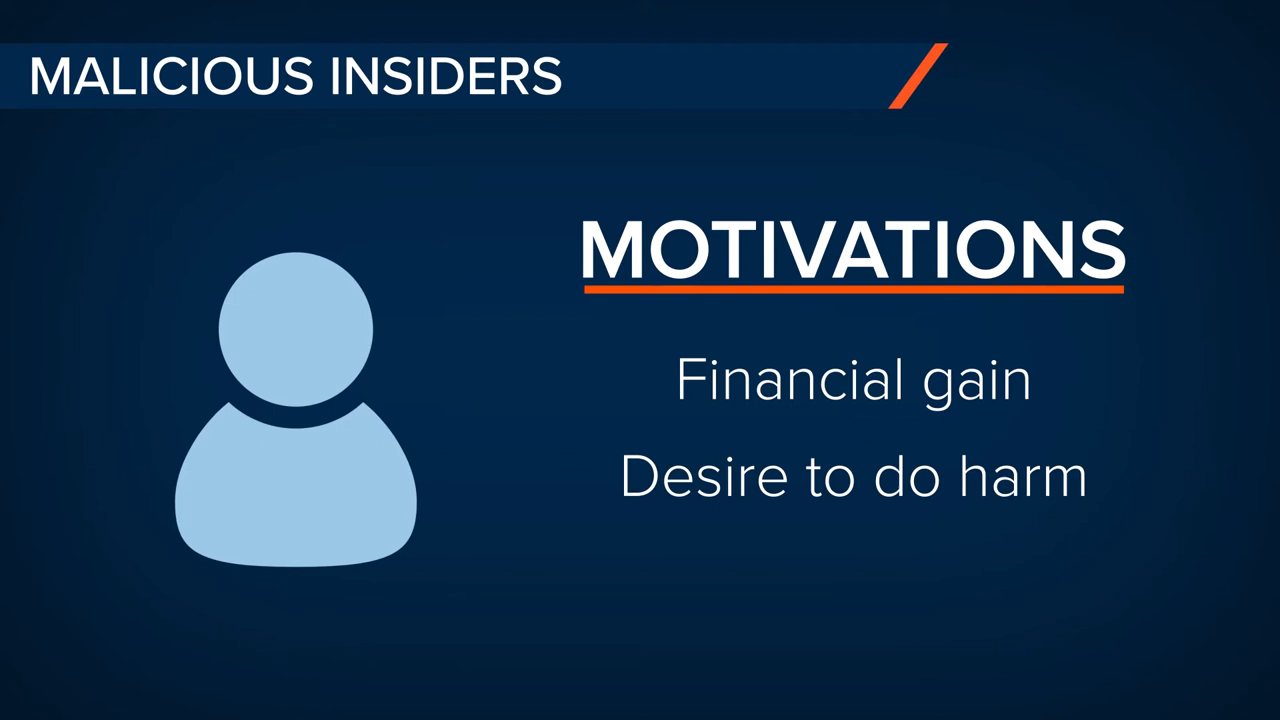 MALICIOUS INSIDERS
MOTIVATIONS
Financial gain
Desire to do harm